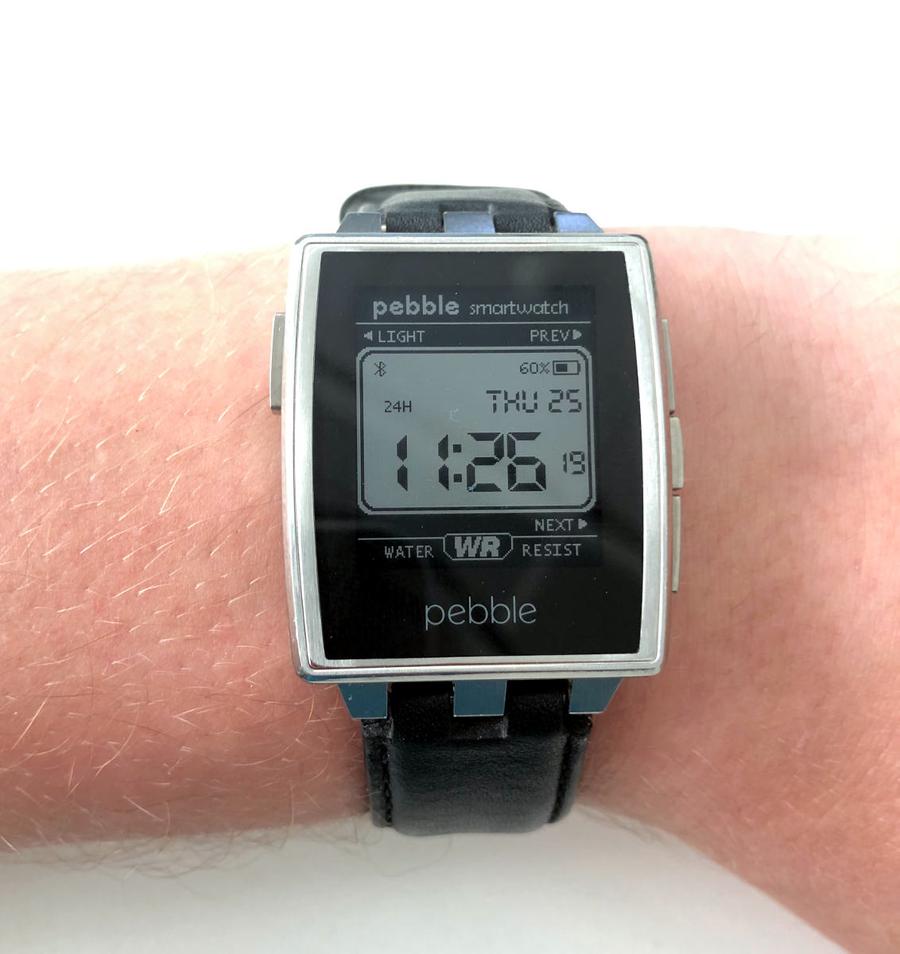 pebble smartwatch
LIGHT PREV
60%
24H THU 25
11:26 19
NEXT
WATER WR RESIST
pebble